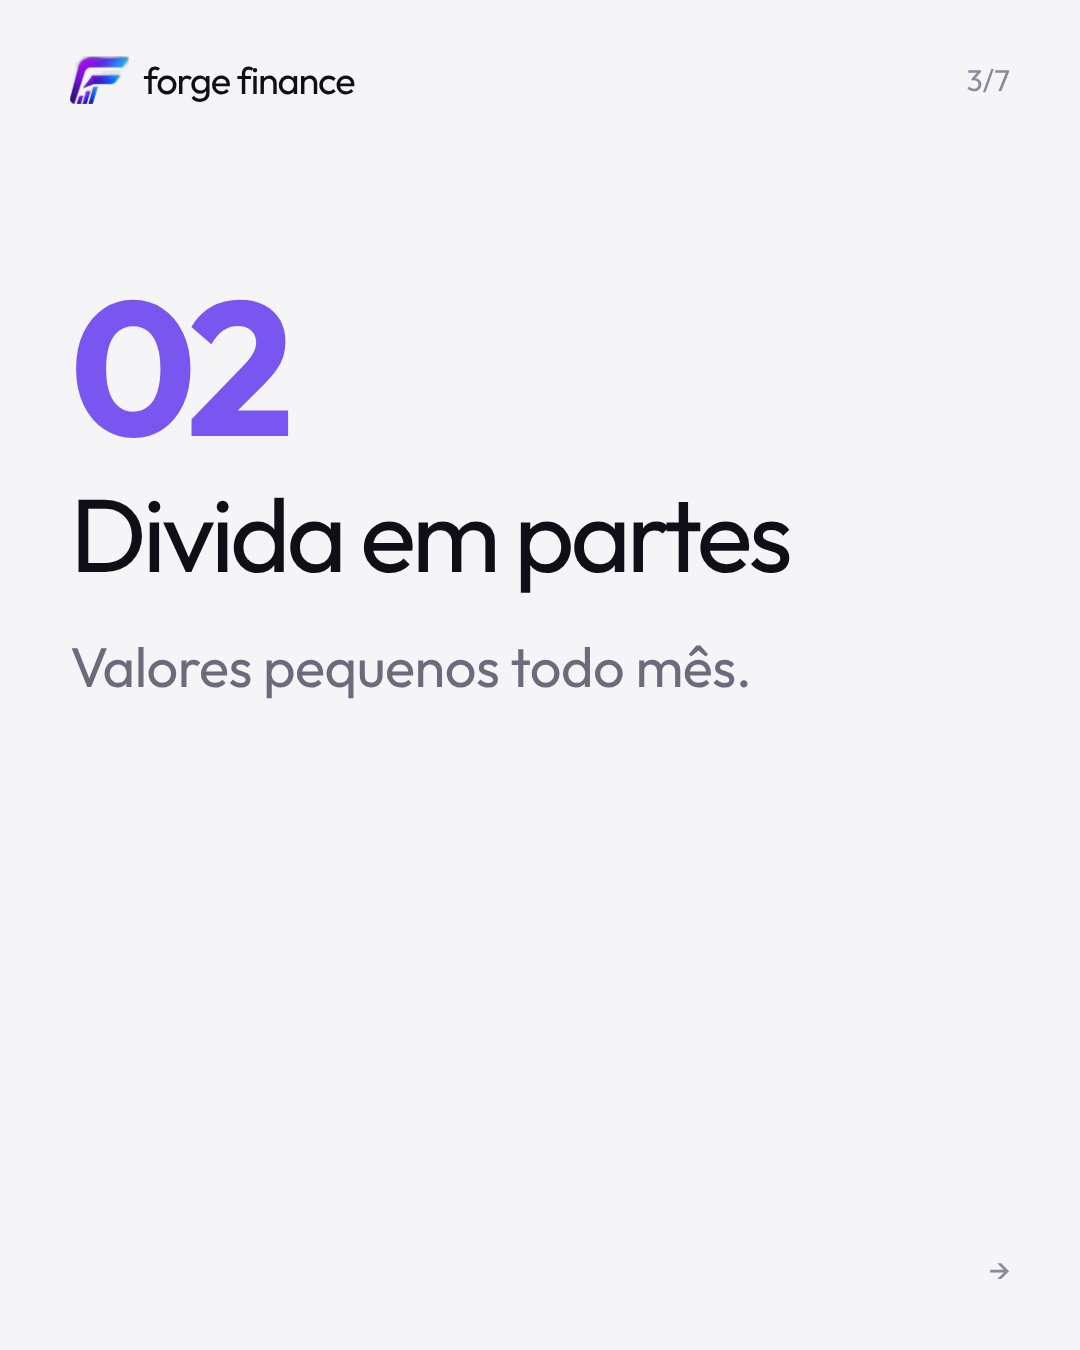 forge finance
3/7
02
Divida em partes
Valores pequenos todo mês.
→